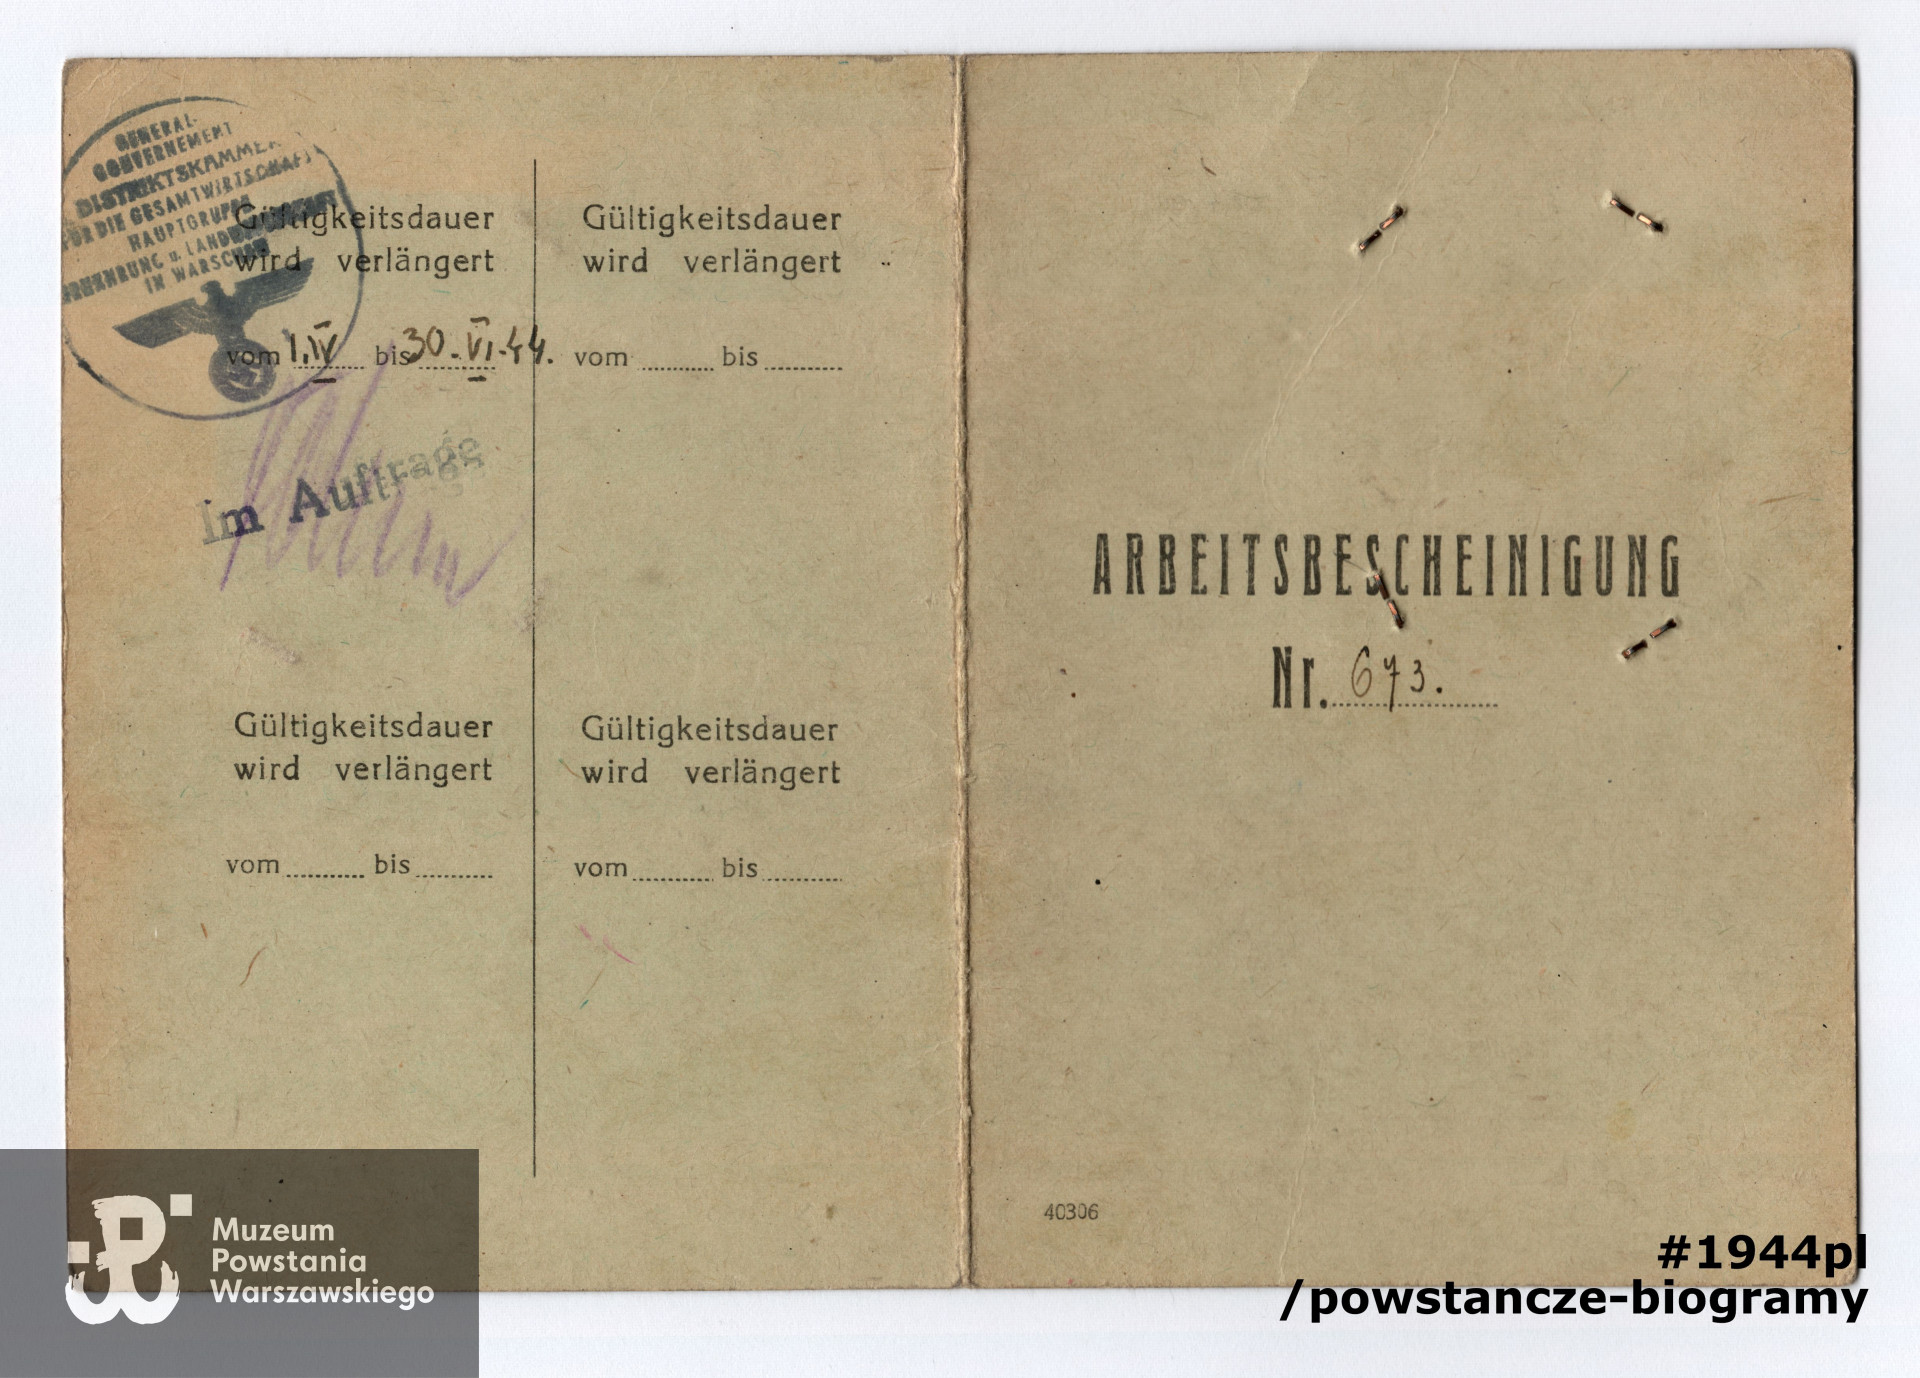 GENERAL-
GOUVERNEMENT
DISTRIKTSKAMMER
FÜR DIE GESAMTWIRTSCHAFT
HAUPTGRUPPE
ERNÄHRUNG u. LANDWIRTSCHAFT
IN WARSCHAU
Gültigkeitsdauer
wird verlängert
vom 1.IV bis 30.VI.44.
Im Auftrage
Gültigkeitsdauer
wird verlängert
vom bis
Gültigkeitsdauer
wird verlängert
vom bis
Gültigkeitsdauer
wird verlängert
vom bis
ARBEITSBESCHEINIGUNG
Nr. 673.
40306
Muzeum
Powstania
Warszawskiego
#1944pl
/powstancze-biogramy